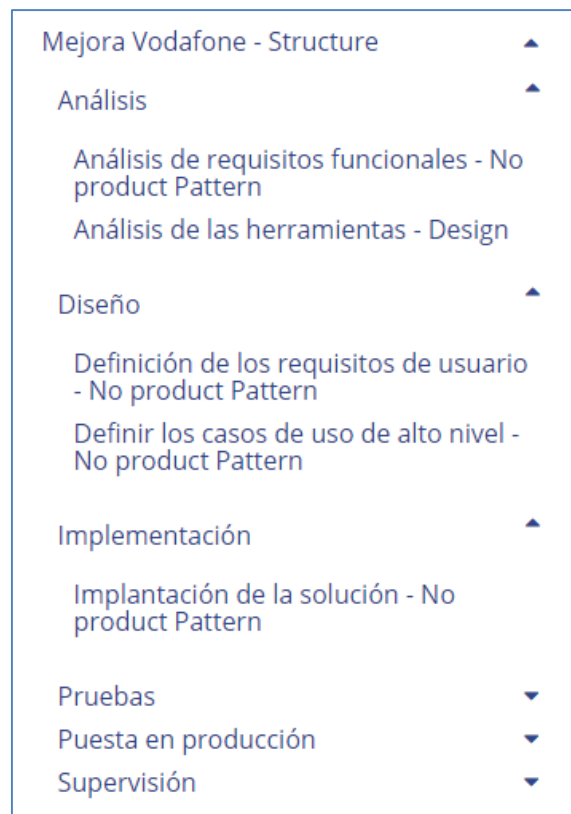 Mejora Vodafone - Structure
Análisis
Análisis de requisitos funcionales - No
product Pattern
Análisis de las herramientas - Design
Diseño
Definición de los requisitos de usuario
- No product Pattern
Definir los casos de uso de alto nivel -
No product Pattern
Implementación
Implantación de la solución - No
product Pattern
Pruebas
Puesta en producción
Supervisión